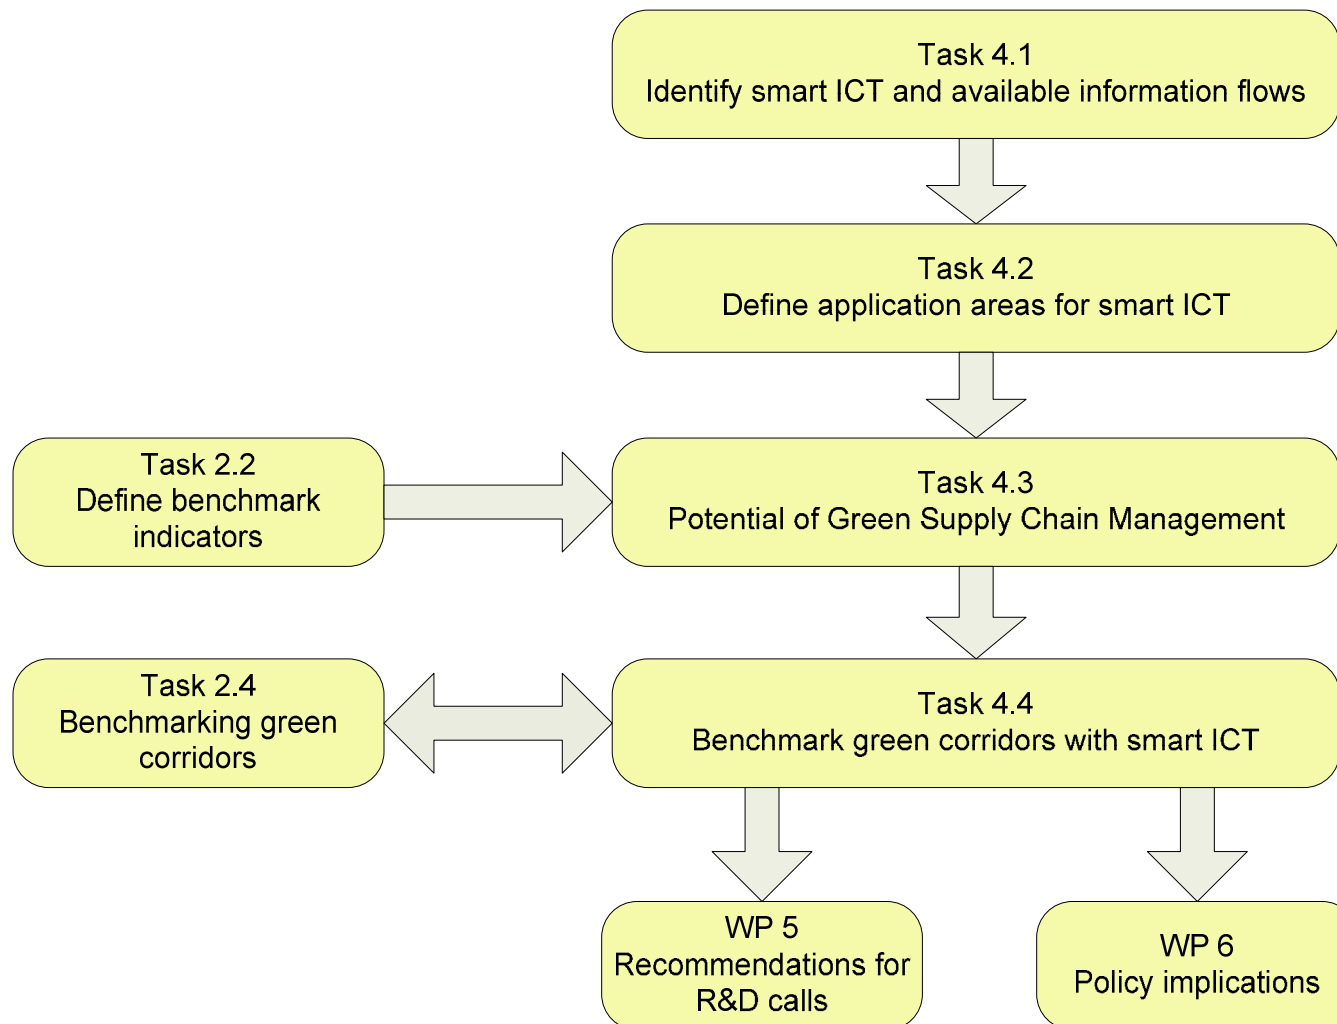 Task 4.1
Identify smart ICT and available information flows
Task 4.2
Define application areas for smart ICT
Task 2.2
Define benchmark
indicators
Task 4.3
Potential of Green Supply Chain Management
Task 2.4
Benchmarking green
corridors
Task 4.4
Benchmark green corridors with smart ICT
WP 5
Recommendations for
R&D calls
WP 6
Policy implications